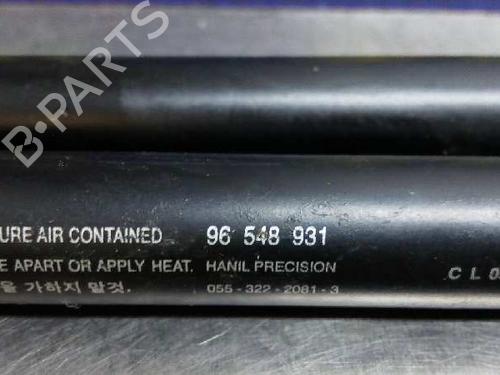 B-PARTS
URE AIR CONTAINED 96 548 931
E APART OR APPLY HEAT. HANIL PRECISION
을 가하지 말것. 055-322-2081-3
C L 0